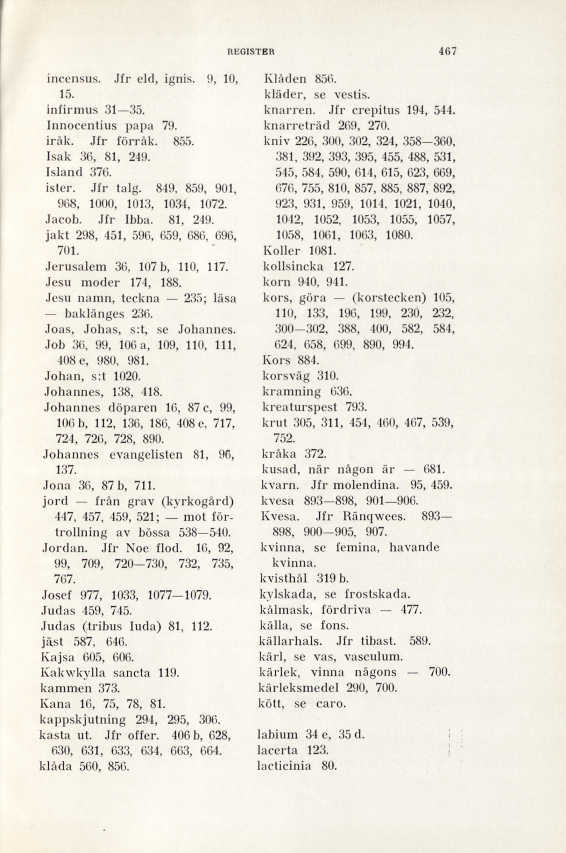 REGISTER 467
incensus. Jfr eld, ignis. 9, 10,
15.
infirmus 31—35.
Innocentius papa 79.
iråk. Jfr förråk. 855.
Isak 36, 81, 249.
Island 376.
ister. Jfr talg. 849, 859, 901,
968, 1000, 1013, 1034, 1072.
Jacob. Jfr Ibba. 81, 249.
jakt 298, 451, 596, 659, 686, 696,
701.
Jerusalem 36, 107 b, 110, 117.
Jesu moder 174, 188.
Jesu namn, teckna — 235; läsa
— baklänges 236.
Joas, Johas, s:t, se Johannes.
Job 36, 99, 106 a, 109, 110, 111,
408 e, 980, 981.
Johan, s:t 1020.
Johannes, 138, 418.
Johannes döparen 16, 87 c, 99,
106 b, 112, 136, 186, 408 e, 717,
724, 726, 728, 890.
Johannes evangelisten 81, 96,
137.
Jona 36, 87 b, 711.
jord — från grav (kyrkogård)
447, 457, 459, 521; — mot för-
trollning av bössa 538—540.
Jordan. Jfr Noe flod. 16, 92,
99, 709, 720—730, 732, 735,
767.
Josef 977, 1033, 1077—1079.
Judas 459, 745.
Judas (tribus Iuda) 81, 112.
jäst 587, 646.
Kajsa 605, 606.
Kakwkylla sancta 119.
kammen 373.
Kana 16, 75, 78, 81.
kappskjutning 294, 295, 306.
kasta ut. Jfr offer. 406 b, 628,
630, 631, 633, 634, 663, 664.
klåda 560, 856.
Klåden 856.
kläder, se vestis.
knarren. Jfr crepitus 194, 544.
knarreträd 269, 270.
kniv 226, 300, 302, 324, 358—360,
381, 392, 393, 395, 455, 488, 531,
545, 584, 590, 614, 615, 623, 669,
676, 755, 810, 857, 885, 887, 892,
923, 931, 959, 1014, 1021, 1040,
1042, 1052, 1053, 1055, 1057,
1058, 1061, 1063, 1080.
Koller 1081.
kollsincka 127.
korn 940, 941.
kors, göra — (korstecken) 105,
110, 133, 196, 199, 230, 232,
300—302, 388, 400, 582, 584,
624, 658, 699, 890, 994.
Kors 884.
korsväg 310.
kramning 636.
kreaturspest 793.
krut 305, 311, 454, 460, 467, 539,
752.
kråka 372.
kusad, när någon är — 681.
kvarn. Jfr molendina. 95, 459.
kvesa 893—898, 901—906.
Kvesa. Jfr Ränqwees. 893—
898, 900—905, 907.
kvinna, se femina, havande
kvinna.
kvisthål 319 b.
kylskada, se frostskada.
kålmask, fördriva — 477.
källa, se fons.
källarhals. Jfr tibast. 589.
kärl, se vas, vasculum.
kärlek, vinna någons — 700.
kärleksmedel 290, 700.
kött, se caro.
labium 34 e, 35 d.
lacerta 123.
lacticinia 80.